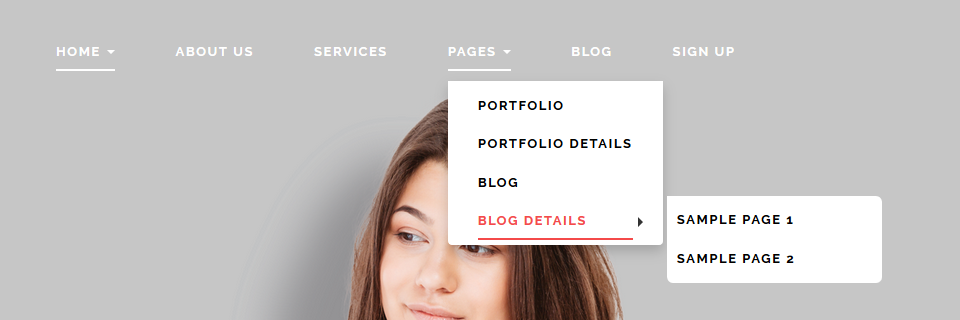 HOME ABOUT US SERVICES PAGES BLOG SIGN UP
PORTFOLIO
PORTFOLIO DETAILS
BLOG
BLOG DETAILS
SAMPLE PAGE 1
SAMPLE PAGE 2